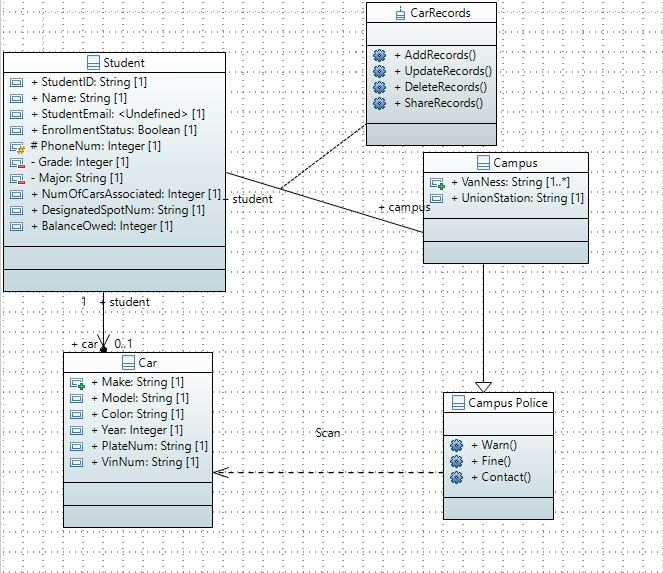 CarRecords
+ AddRecords()
+ UpdateRecords()
+ DeleteRecords()
+ ShareRecords()
Student
+ StudentID: String [1]
+ Name: String [1]
+ StudentEmail: <Undefined> [1]
+ EnrollmentStatus: Boolean [1]
# PhoneNum: Integer [1]
- Grade: Integer [1]
- Major: String [1]
+ NumOfCarsAssociated: Integer [1]
+ DesignatedSpotNum: String [1]
+ BalanceOwed: Integer [1]
Campus
+ VanNess: String [1..*]
+ UnionStation: String [1]
- student
+ campus
1 + student
+ car 0..1
Car
+ Make: String [1]
+ Model: String [1]
+ Color: String [1]
+ Year: Integer [1]
+ PlateNum: String [1]
+ VinNum: String [1]
Scan
Campus Police
+ Warn()
+ Fine()
+ Contact()